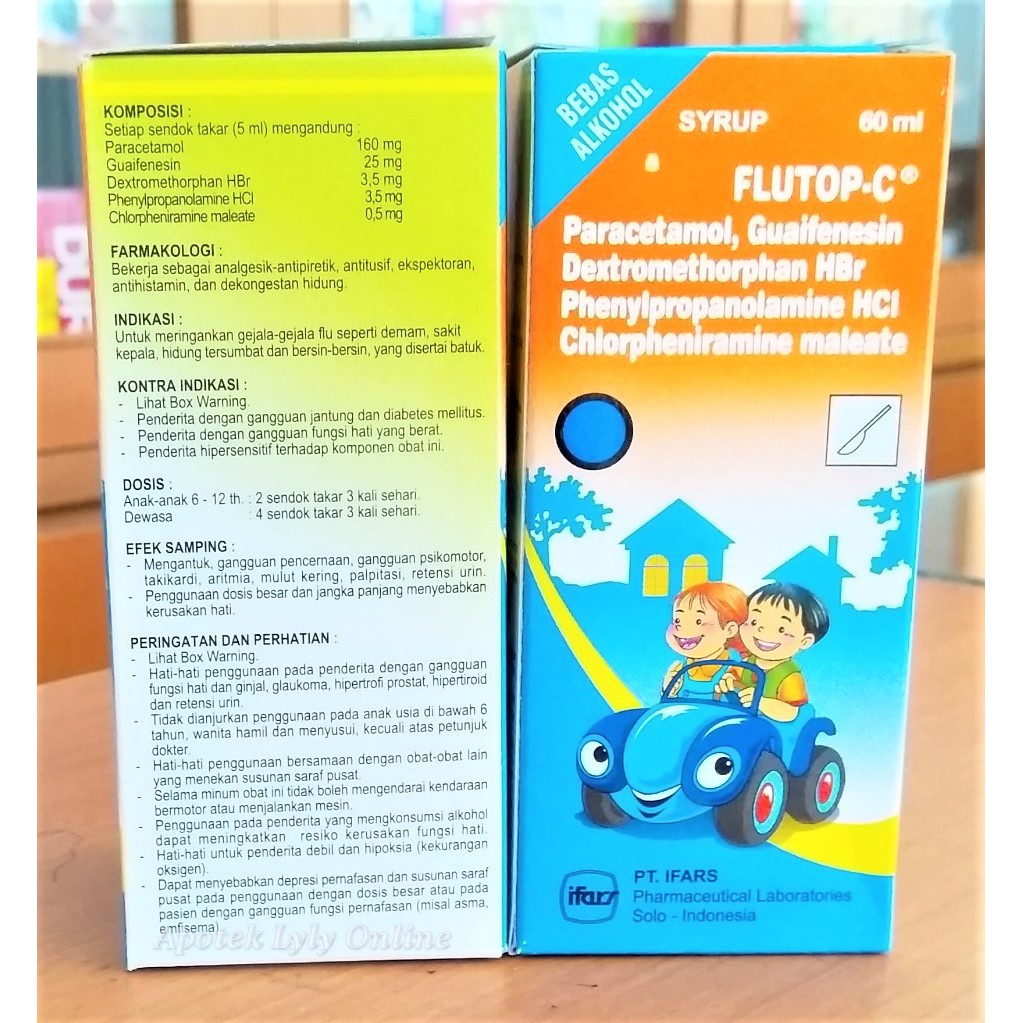 KOMPOSISI :
Setiap sendok takar (5 ml) mengandung :
Paracetamol 160 mg
Guaifenesin 25 mg
Dextromethorphan HBr 3,5 mg
Phenylpropanolamine HCl 3,5 mg
Chlorpheniramine maleate 0,5 mg
FARMAKOLOGI :
Bekerja sebagai analgesik-antipiretik, antitusif, ekspektoran,
antihistamin, dan dekongestan hidung.
INDIKASI :
Untuk meringankan gejala-gejala flu seperti demam, sakit
kepala, hidung tersumbat dan bersin-bersin, yang disertai batuk.
KONTRA INDIKASI :
- Lihat Box Warning.
- Penderita dengan gangguan jantung dan diabetes mellitus.
- Penderita dengan gangguan fungsi hati yang berat.
- Penderita hipersensitif terhadap komponen obat ini.
DOSIS :
Anak-anak 6 - 12 th. : 2 sendok takar 3 kali sehari.
Dewasa : 4 sendok takar 3 kali sehari.
EFEK SAMPING :
- Mengantuk, gangguan pencernaan, gangguan psikomotor,
takikardi, aritmia, mulut kering, palpitasi, retensi urin.
- Penggunaan dosis besar dan jangka panjang menyebabkan
kerusakan hati.
PERINGATAN DAN PERHATIAN :
- Lihat Box Warning.
- Hati-hati penggunaan pada penderita dengan gangguan
fungsi hati dan ginjal, glaukoma, hipertrofi prostat, hipertiroid
dan retensi urin.
- Tidak dianjurkan penggunaan pada anak usia di bawah 6
tahun, wanita hamil dan menyusui, kecuali atas petunjuk
dokter.
- Hati-hati penggunaan bersamaan dengan obat-obat lain
yang menekan susunan saraf pusat.
- Selama minum obat ini tidak boleh mengendarai kendaraan
bermotor atau menjalankan mesin.
- Penggunaan pada penderita yang mengkonsumsi alkohol
dapat meningkatkan resiko kerusakan fungsi hati.
- Hati-hati untuk penderita debil dan hipoksia (kekurangan
oksigen).
- Dapat menyebabkan depresi pernafasan dan susunan saraf
pusat pada penggunaan dengan dosis besar atau pada
pasien dengan gangguan fungsi pernafasan (misal asma,
emfisema)
Apotek Lyly Online
BEBAS
ALKOHOL
SYRUP 60 ml
FLUTOP-C®
Paracetamol, Guaifenesin
Dextromethorphan HBr
Phenylpropanolamine HCl
Chlorpheniramine maleate
ifars
PT. IFARS
Pharmaceutical Laboratories
Solo - Indonesia